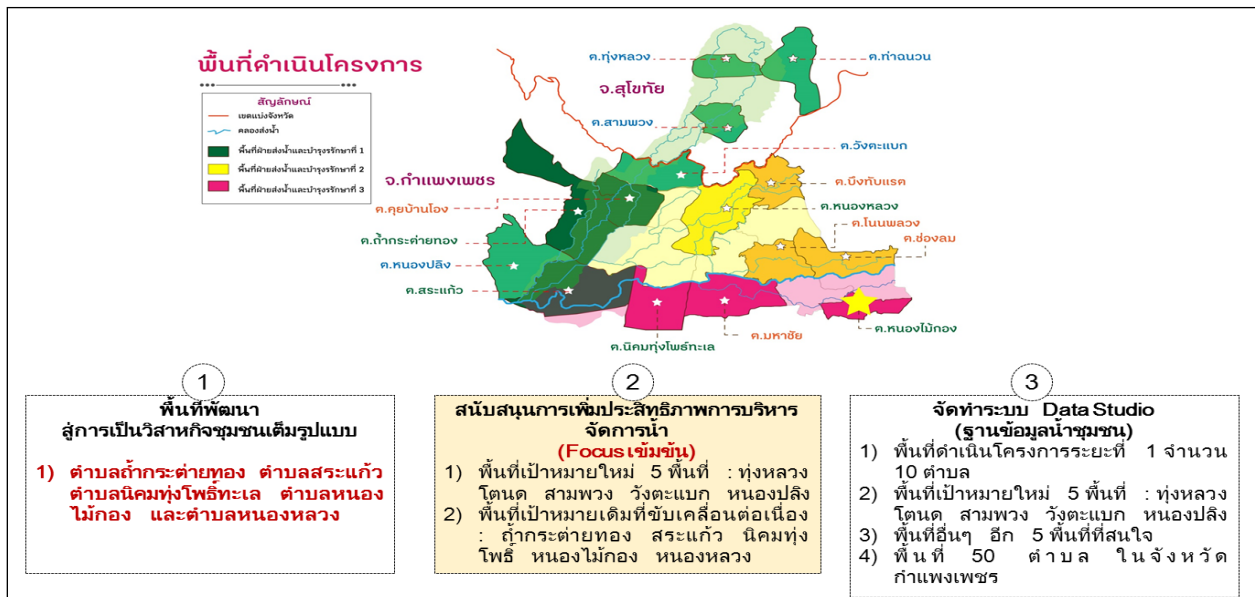 พื้นที่ดำเนินโครงการ
สัญลักษณ์
เขตแบ่งจังหวัด
คลองส่งน้ำ
พื้นที่ฝ่ายส่งน้ำและบำรุงรักษาที่ 1
พื้นที่ฝ่ายส่งน้ำและบำรุงรักษาที่ 2
พื้นที่ฝ่ายส่งน้ำและบำรุงรักษาที่ 3
ต.ทุ่งหลวง
ต.ท่าฉนวน
จ.สุโขทัย
ต.สามพวง
ต.วังตะแบก
จ.กำแพงเพชร
ต.บึงทับแรต
ต.คุยบ้านโอง
ต.หนองหลวง
ต.โนนพลวง
ต.ช่องลม
ต.ถ้ำกระต่ายทอง
ต.หนองปลิง
ต.สระแก้ว
ต.หนองไม้กอง
ต.มหาชัย
ต.นิคมทุ่งโพธ์ทะเล
1
พื้นที่พัฒนา
สู่การเป็นวิสาหกิจชุมชนเต็มรูปแบบ
1) ตำบลถ้ำกระต่ายทอง ตำบลสระแก้ว
ตำบลนิคมทุ่งโพธิ์ทะเล ตำบลหนอง
ไม้กอง และตำบลหนองหลวง
2
สนับสนุนการเพิ่มประสิทธิภาพการบริหาร
จัดการน้ำ
(Focus เข้มข้น)
1) พื้นที่เป้าหมายใหม่ 5 พื้นที่ : ทุ่งหลวง
โตนด สามพวง วังตะแบก หนองปลิง
2) พื้นที่เป้าหมายเดิมที่ขับเคลื่อนต่อเนื่อง
: ถ้ำกระต่ายทอง สระแก้ว นิคมทุ่ง
โพธิ์ หนองไม้กอง หนองหลวง
3
จัดทำระบบ Data Studio
(ฐานข้อมูลน้ำชุมชน)
1) พื้นที่ดำเนินโครงการระยะที่ 1 จำนวน
10 ตำบล
2) พื้นที่เป้าหมายใหม่ 5 พื้นที่ : ทุ่งหลวง
โตนด สามพวง วังตะแบก หนองปลิง
3) พื้นที่อื่นๆ อีก 5 พื้นที่ที่สนใจ
4) พื้นที่ 50 ตำบล ในจังหวัด
กำแพงเพชร